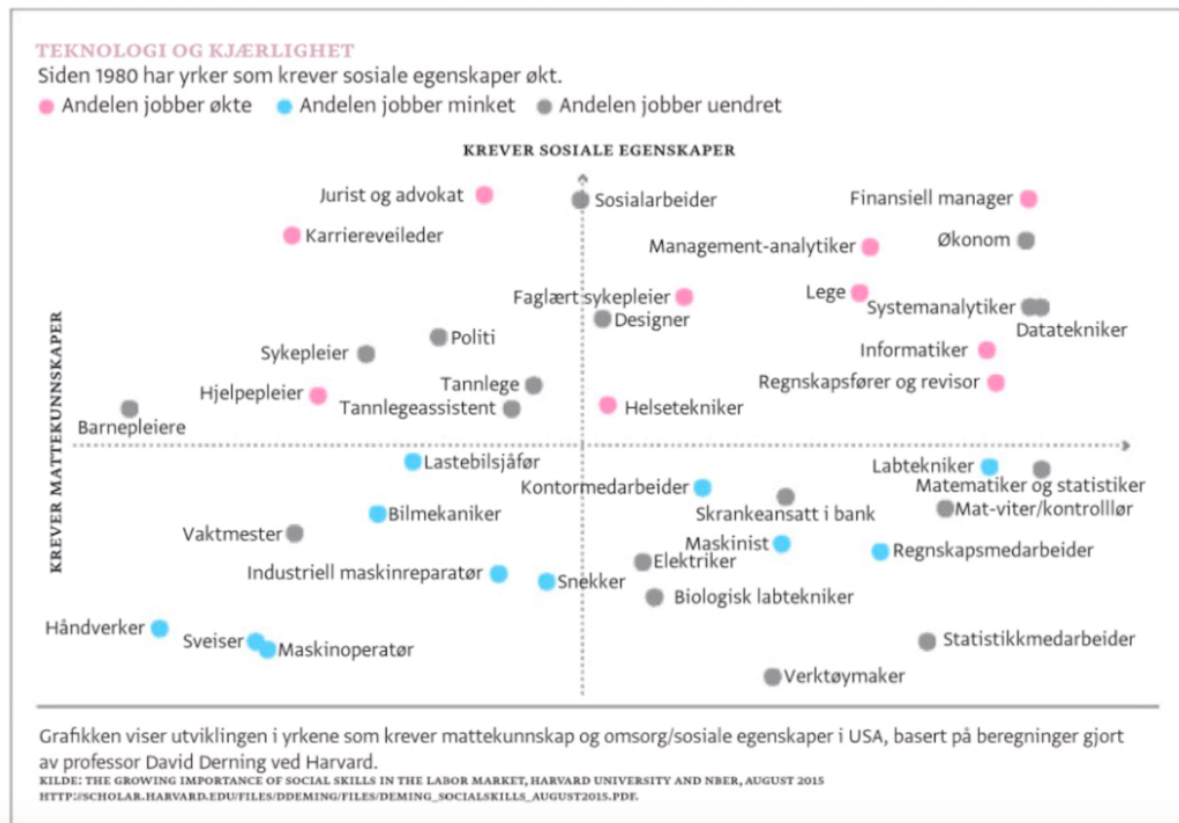 TEKNOLOGI OG KJÆRLIGHET
Siden 1980 har yrker som krever sosiale egenskaper økt.
Andelen jobber økte Andelen jobber minket Andelen jobber uendret
KREVER SOSIALE EGENSKAPER
Jurist og advokat
Sosialarbeider
Finansiell manager
Karriereveileder
Management-analytiker
Økonom
Faglært sykepleier
Lege
Systemanalytiker
Designer
Datatekniker
Politi
Sykepleier
Informatiker
Hjelpepleier
Tannlege
Regnskapsfører og revisor
Tannlegeassistent
Helsetekniker
Barnepleiere
KREVER MATTEKUNNSKAPER
Lastebilsjåfør
Labtekniker
Kontormedarbeider
Matematiker og statistiker
Bilmekaniker
Skrankeansatt i bank
Mat-viter/kontrolllør
Vaktmester
Maskinist
Regnskapsmedarbeider
Elektriker
Industriell maskinreparatør
Snekker
Biologisk labtekniker
Håndverker
Sveiser
Maskinoperatør
Statistikkmedarbeider
Verktøymaker
Grafikken viser utviklingen i yrkene som krever mattekunnskap og omsorg/sosiale egenskaper i USA, basert på beregninger gjort
av professor David Derning ved Harvard.
KILDE: THE GROWING IMPORTANCE OF SOCIAL SKILLS IN THE LABOR MARKET, HARVARD UNIVERSITY AND NBER, AUGUST 2015
HTTP://SCHOLAR.HARVARD.EDU/FILES/DDEMING/FILES/DEMING_SOCIALSKILLS_AUGUST2015.PDF.